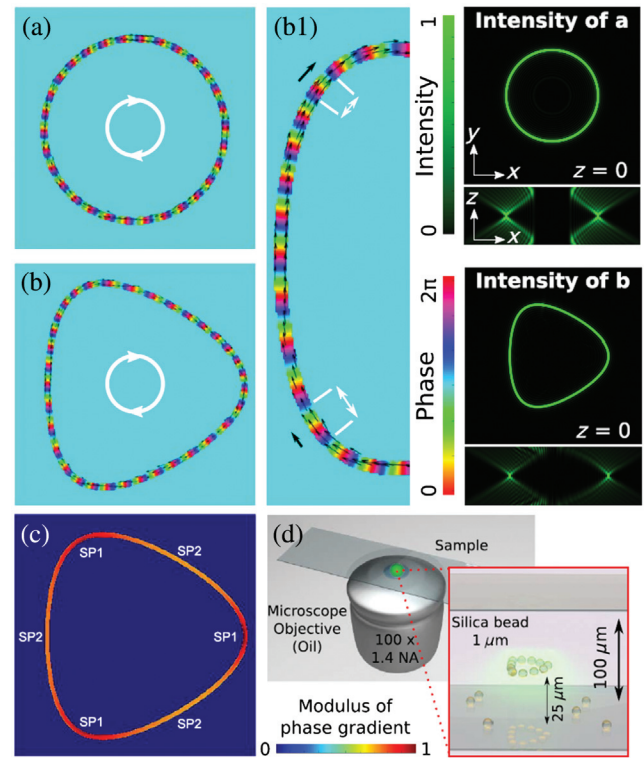 (a)
(b1)
1
Intensity
0
Intensity of a
y
x
z = 0
z
x
(b)
2π
Phase
0
Intensity of b
z = 0
(c)
SP1
SP2
SP2
SP1
SP1
SP2
Modulus of
phase gradient
0
1
(d)
Sample
Microscope
Objective
(Oil)
100 x
1.4 NA
Silica bead
1 μm
25 μm
100 μm